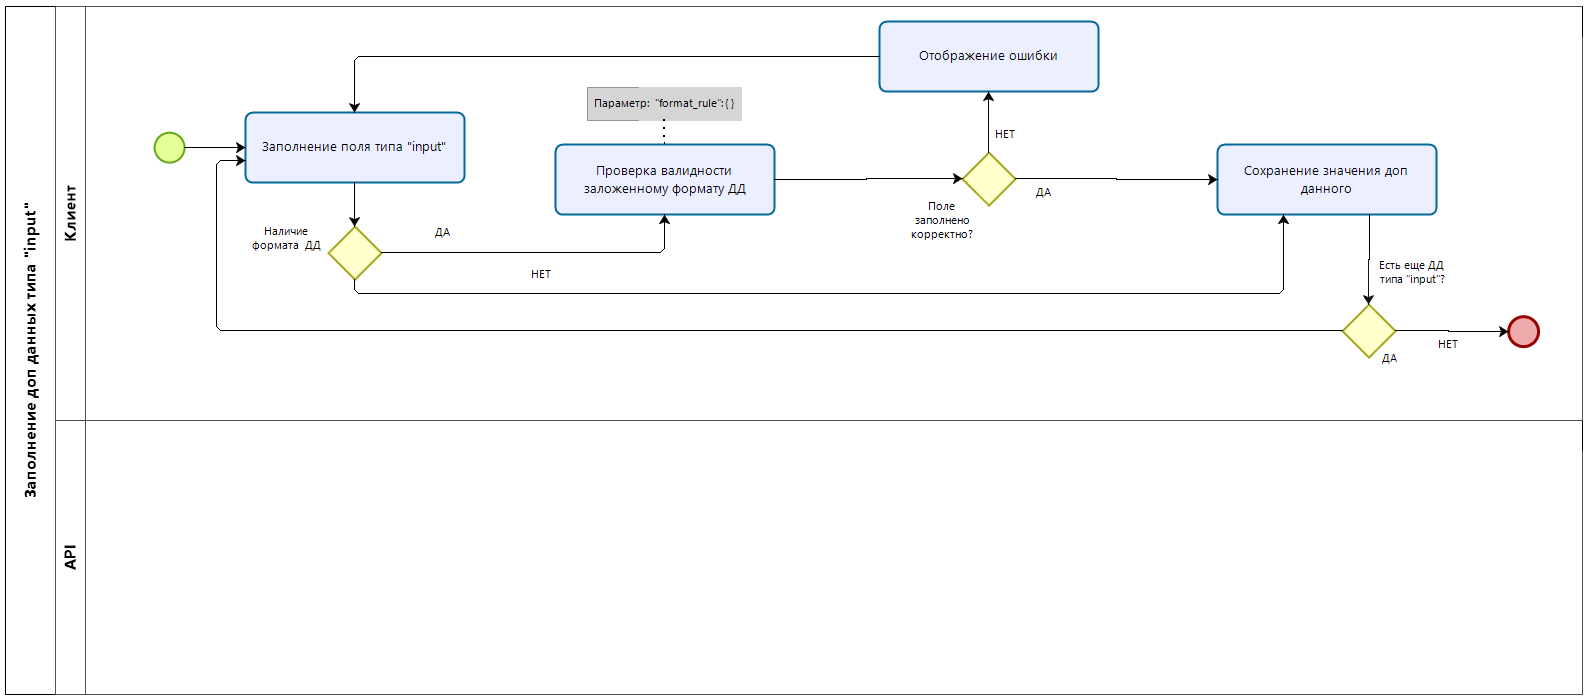 Заполнение доп данных типа "input"
Клиент
API
Отображение ошибки
Параметр: "format_rule":{}
НЕТ
Заполнение поля типа "input"
Проверка валидности
заложенному формату ДД
Сохранение значения доп
данного
ДА
Поле
заполнено
корректно?
Наличие
формата ДД
ДА
НЕТ
Есть еще ДД
типа "input"?
НЕТ
ДА